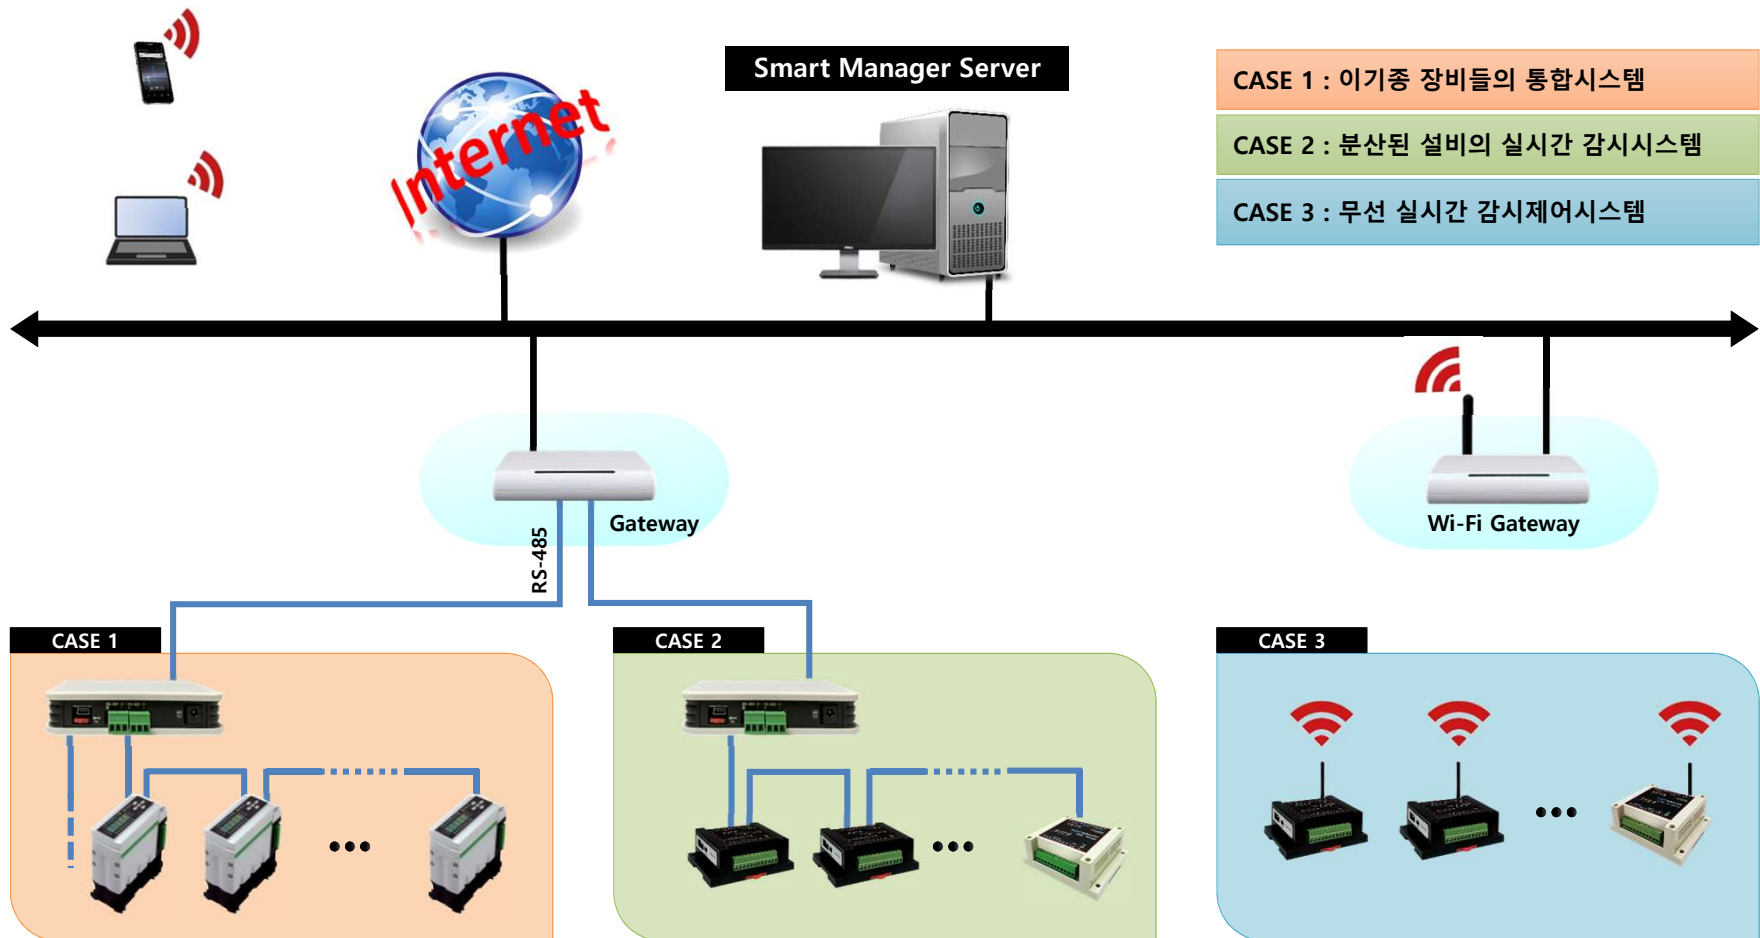 Smart Manager Server
Internet
CASE 1 : 이기종 장비들의 통합시스템
CASE 2 : 분산된 설비의 실시간 감시시스템
CASE 3 : 무선 실시간 감시제어시스템
Gateway
Wi-Fi Gateway
RS-485
CASE 1
CASE 2
CASE 3